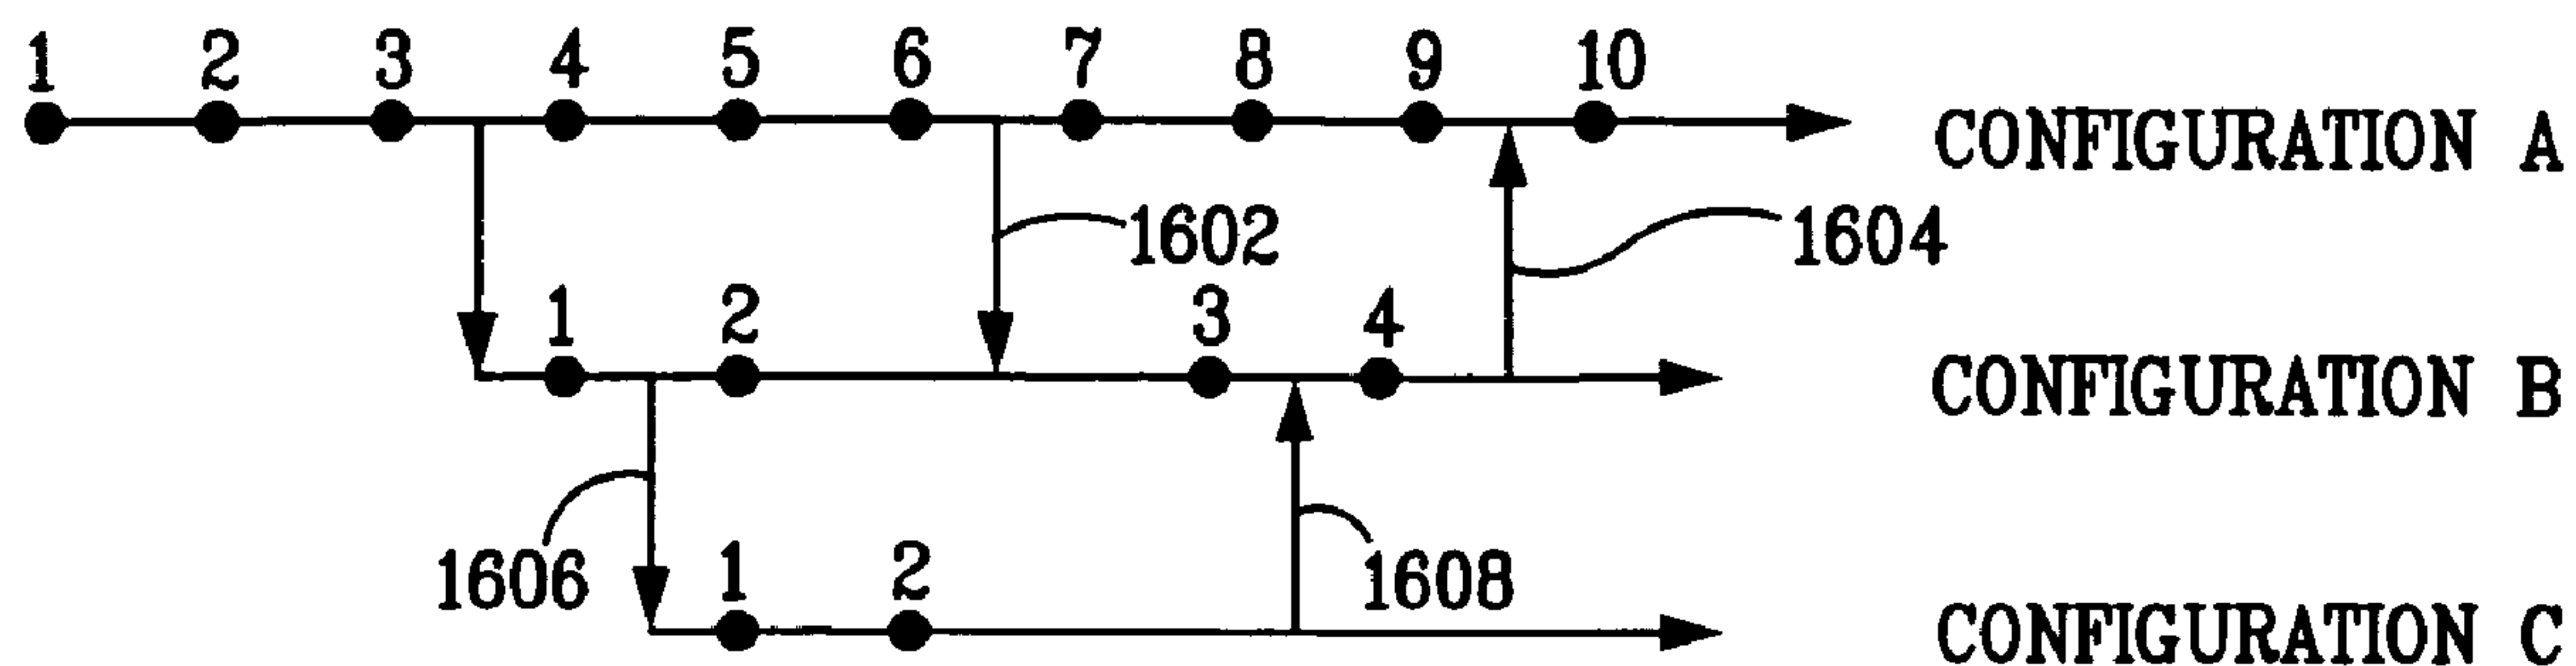 1 2 3 4 5 6 7 8 9 10
CONFIGURATION A
1602 1604
1 2 3 4
CONFIGURATION B
1606 1 2 1608
CONFIGURATION C